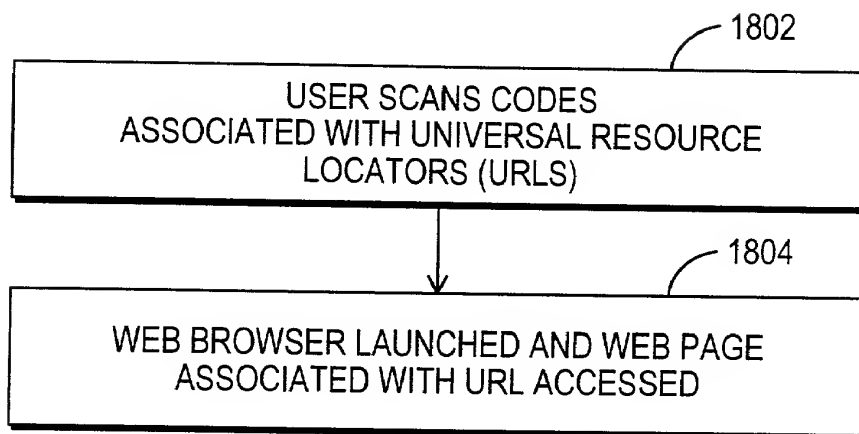 1802
USER SCANS CODES
ASSOCIATED WITH UNIVERSAL RESOURCE
LOCATORS (URLS)
1804
WEB BROWSER LAUNCHED AND WEB PAGE
ASSOCIATED WITH URL ACCESSED